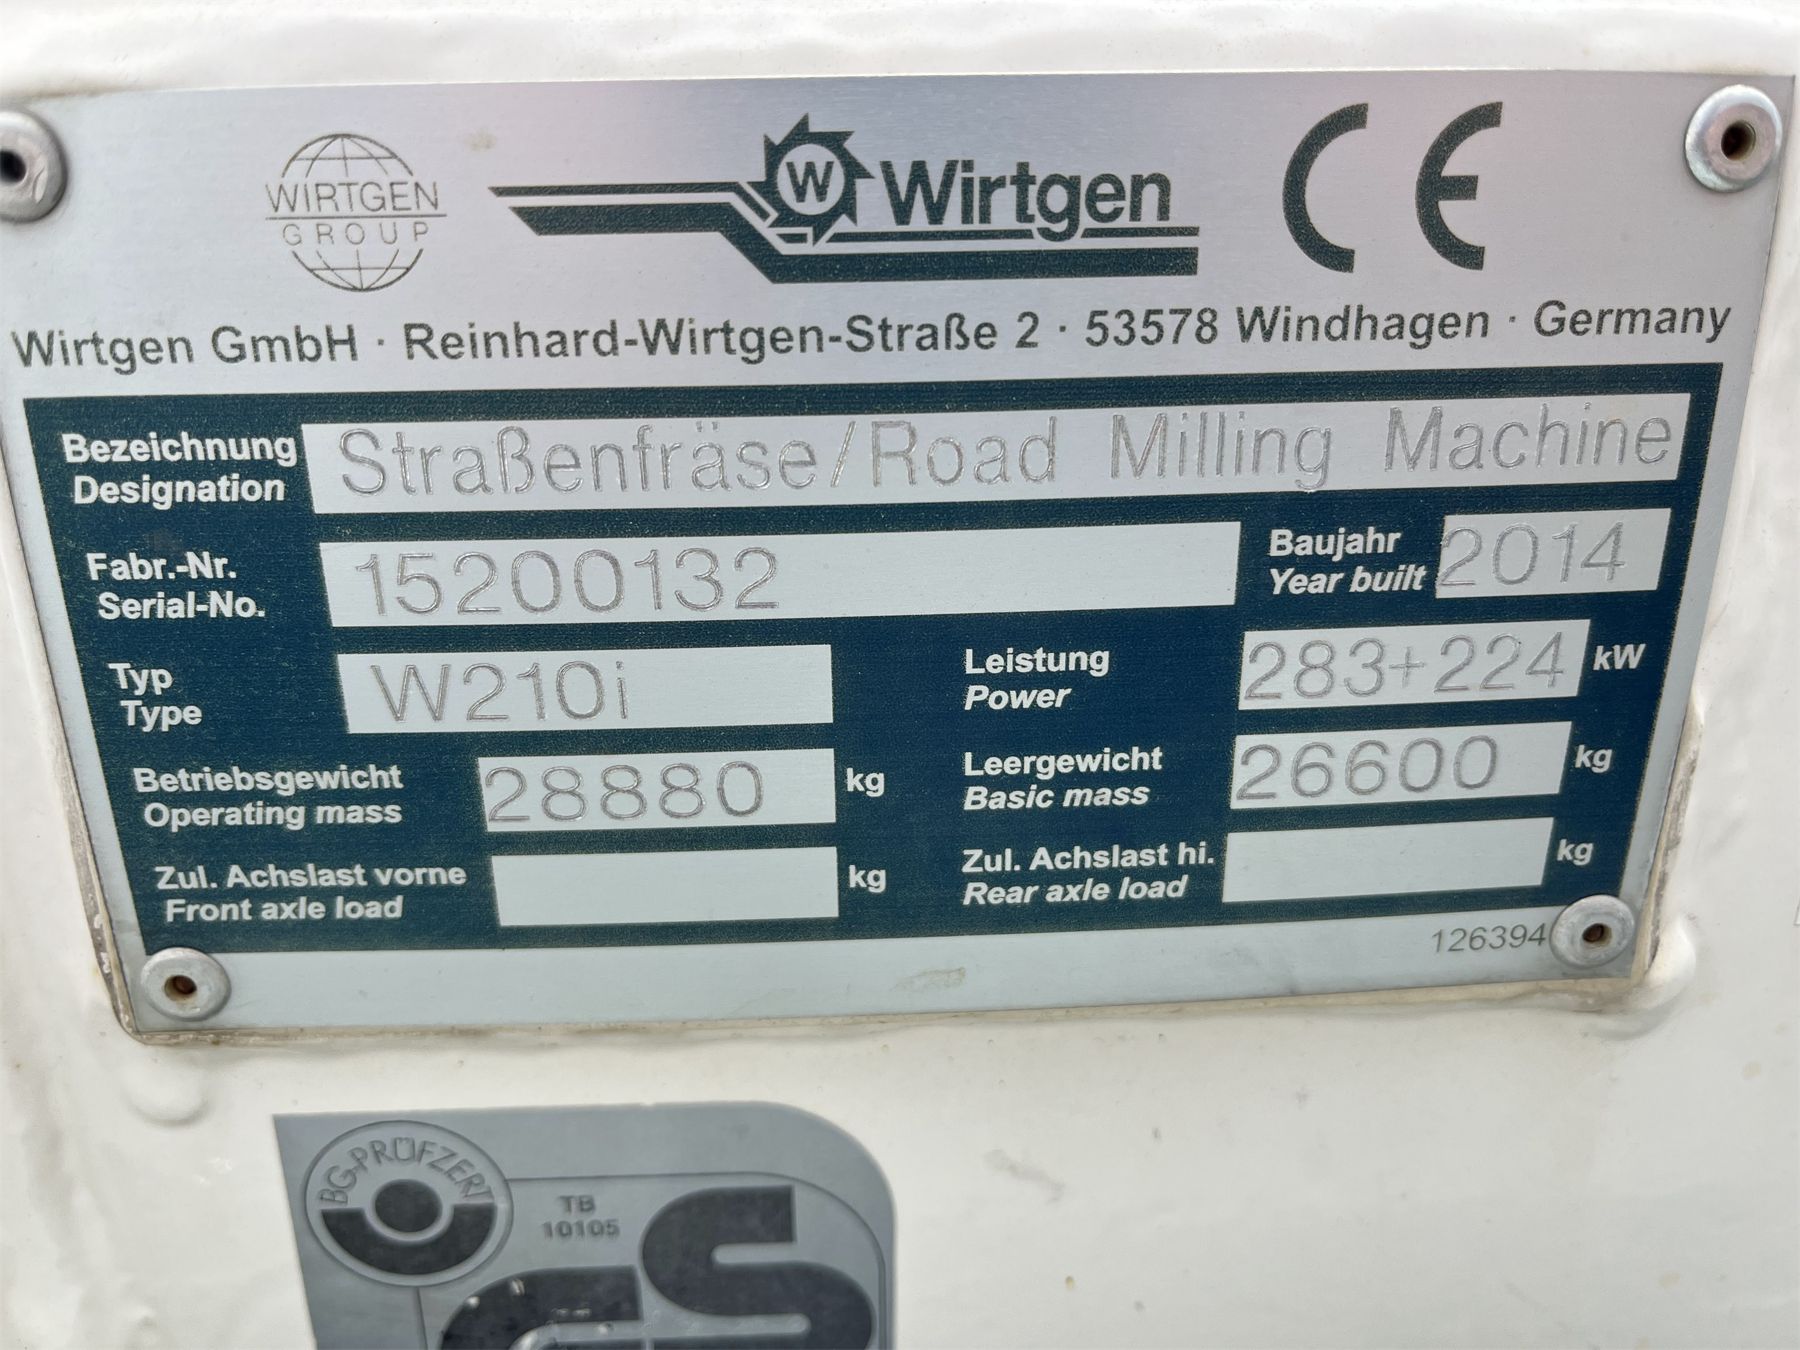 WIRTGEN
GROUP
W Wirtgen CE
Wirtgen GmbH · Reinhard-Wirtgen-Straße 2 · 53578 Windhagen · Germany
Bezeichnung
Designation
Straßenfräse/Road Milling Machine
Fabr.-Nr.
Serial-No.
15200132
Baujahr
Year built
2014
Typ
Type
W210i
Leistung
Power
283+224 kW
Betriebsgewicht
Operating mass
28880 kg
Leergewicht
Basic mass
26600 kg
Zul. Achslast vorne
Front axle load
kg
Zul. Achslast hi.
Rear axle load
kg
126394
BG-PRÜFZERT
TB
10105
GS